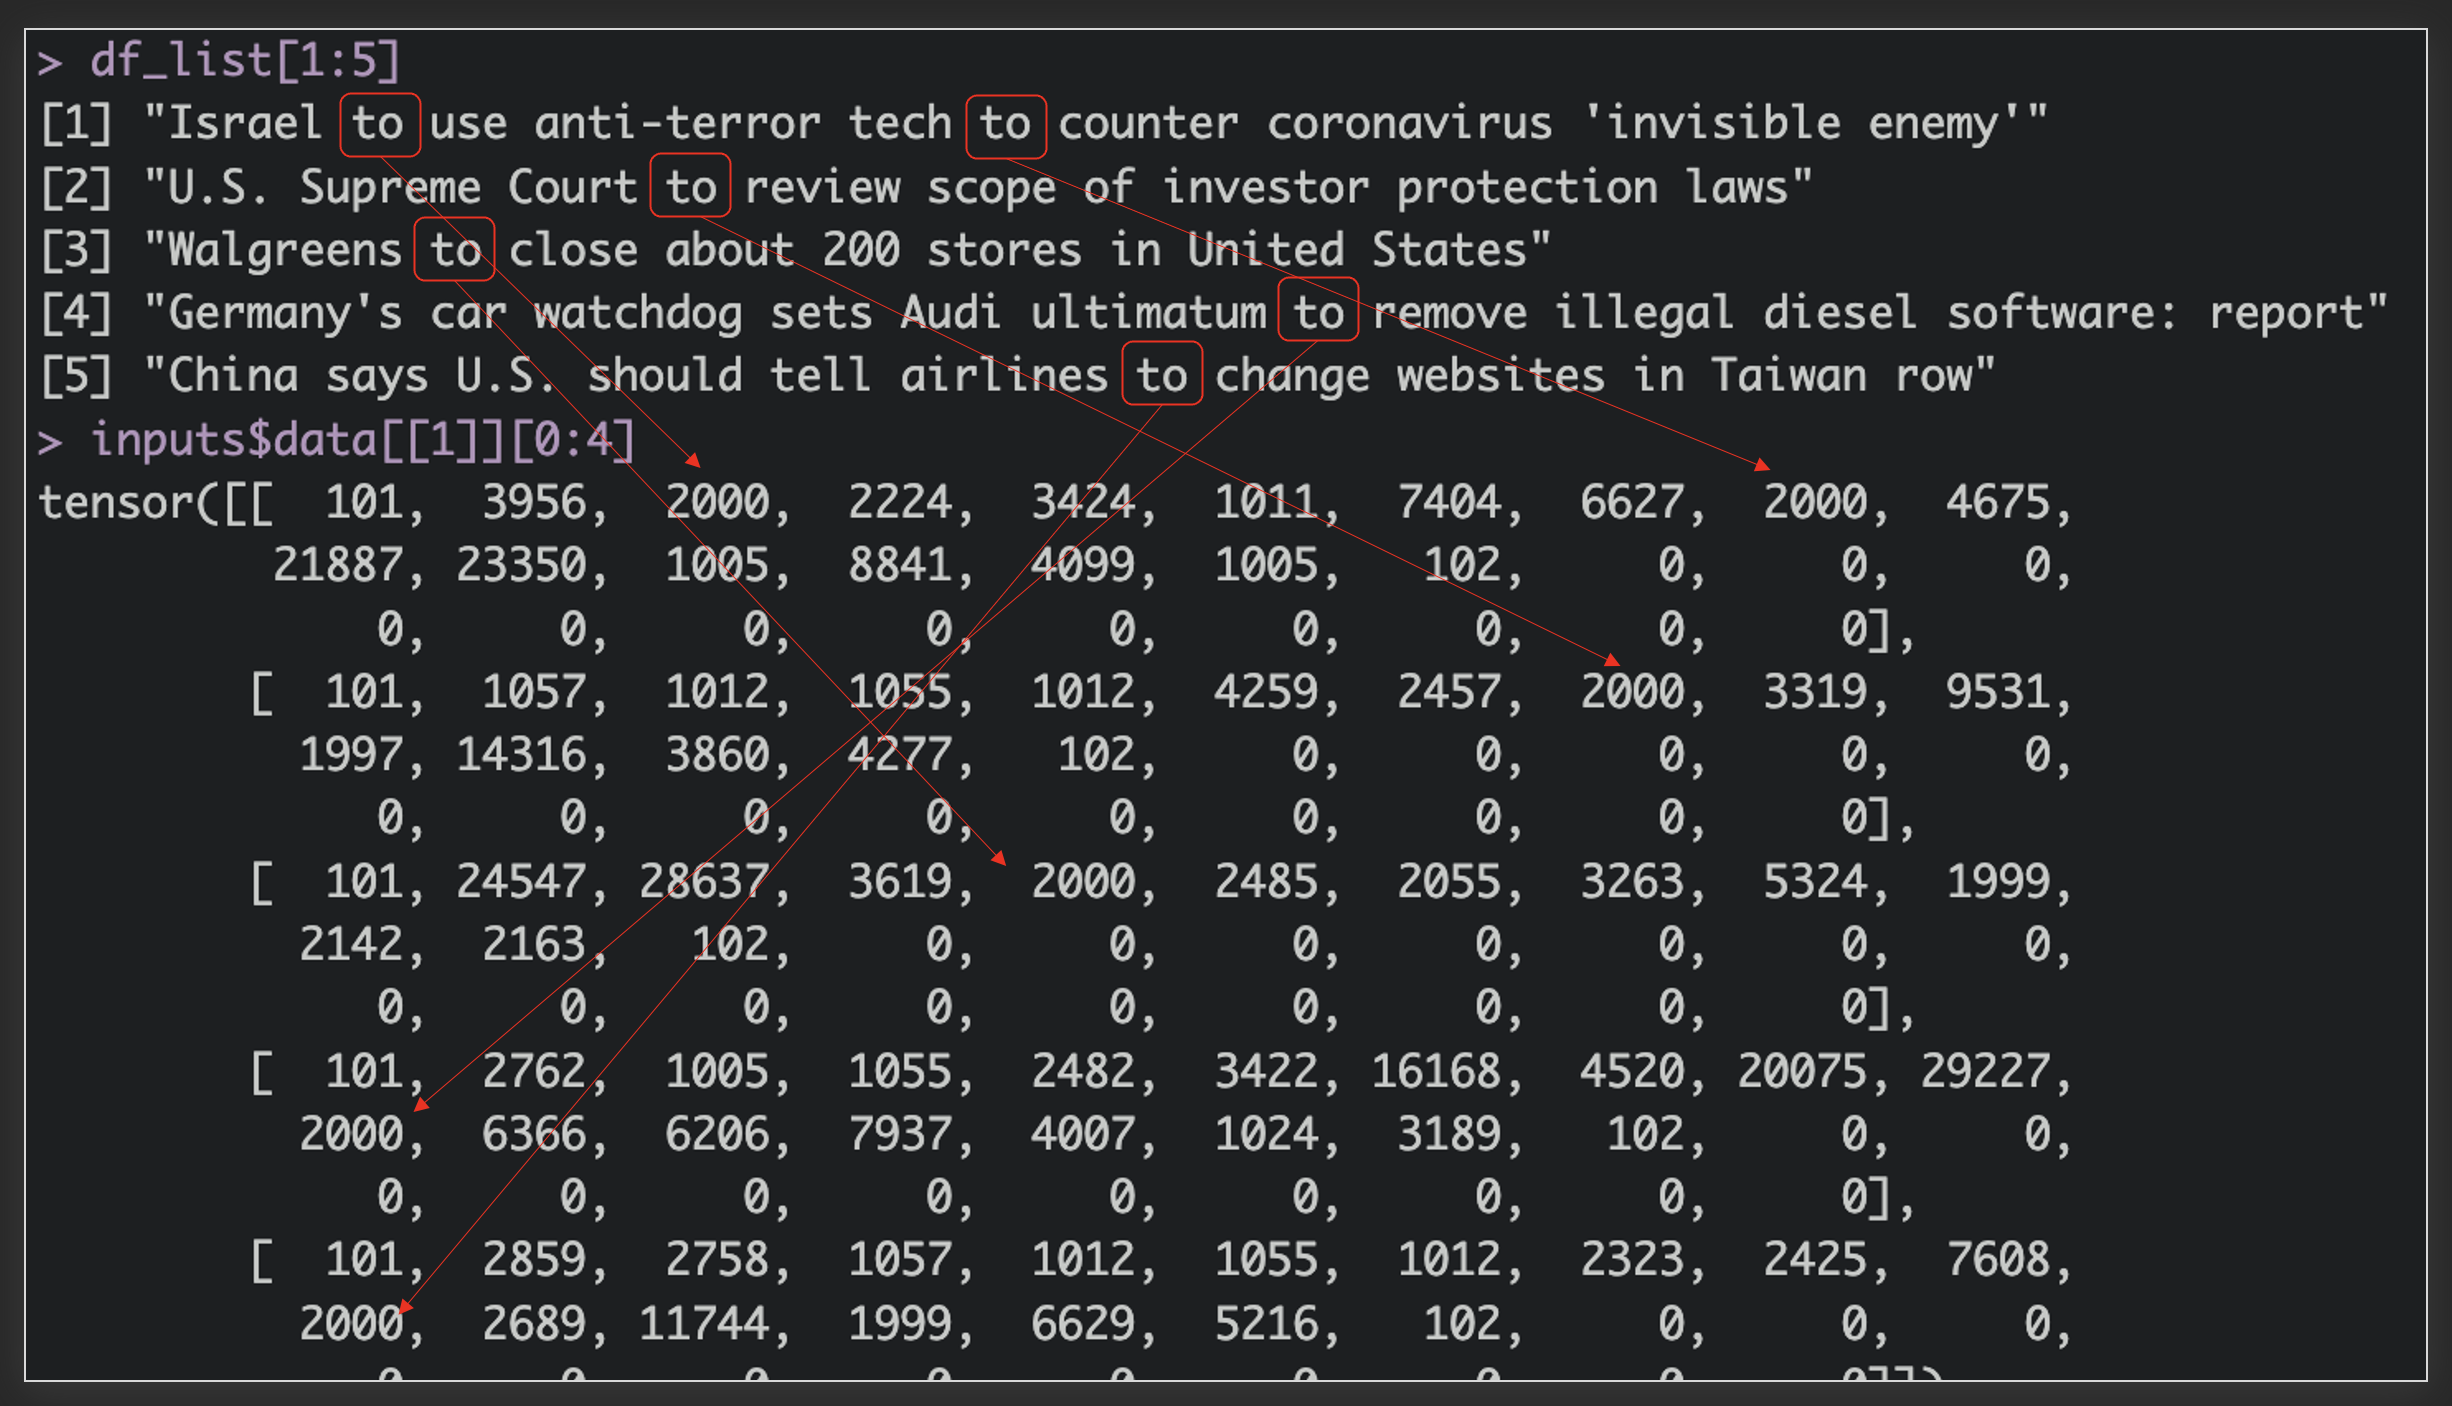 > df_list[1:5]
[1] "Israel to use anti-terror tech to counter coronavirus 'invisible enemy'"
[2] "U.S. Supreme Court to review scope of investor protection laws"
[3] "Walgreens to close about 200 stores in United States"
[4] "Germany's car watchdog sets Audi ultimatum to remove illegal diesel software: report"
[5] "China says U.S. should tell airlines to change websites in Taiwan row"
> inputs$data[[1]][0:4]
tensor([[  101,  3956,  2000,  2224,  3424,  1011,  7404,  6627,  2000,  4675,
         21887, 23350,  1005,  8841,  4099,  1005,   102,     0,     0,     0,
             0,     0,     0,     0,     0,     0,     0,     0,     0],
        [  101,  1057,  1012,  1055,  1012,  4259,  2457,  2000,  3319,  9531,
          1997, 14316,  3860,  4277,   102,     0,     0,     0,     0,     0,
             0,     0,     0,     0,     0,     0,     0,     0,     0],
        [  101, 24547, 28637,  3619,  2000,  2485,  2055,  3263,  5324,  1999,
          2142,  2163,   102,     0,     0,     0,     0,     0,     0,     0,
             0,     0,     0,     0,     0,     0,     0,     0,     0],
        [  101,  2762,  1005,  1055,  2482,  3422, 16168,  4520, 20075, 29227,
          2000,  6366,  6206,  7937,  4007,  1024,  3189,   102,     0,     0,
             0,     0,     0,     0,     0,     0,     0,     0,     0],
        [  101,  2859,  2758,  1057,  1012,  1055,  1012,  2323,  2425,  7608,
          2000,  2689, 11744,  1999,  6629,  5216,   102,     0,     0,     0,